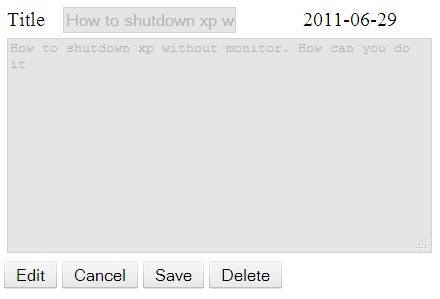 Title How to shutdown xp w 2011-06-29
How to shutdown xp without monitor. How can you do
it
Edit Cancel Save Delete